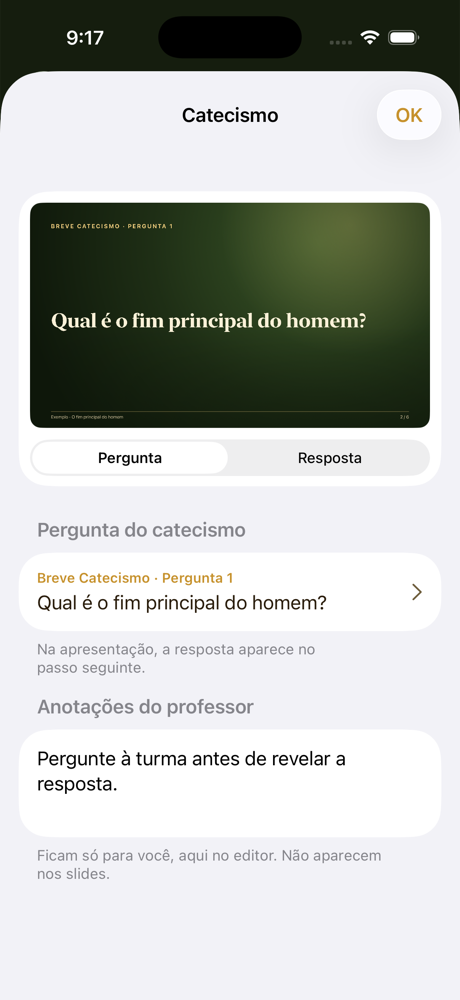 9:17
Catecismo
OK
BREVE CATECISMO · PERGUNTA 1
Qual é o fim principal do homem?
Exemplo · O fim principal do homem
3 / 6
Pergunta
Resposta
Pergunta do catecismo
Breve Catecismo · Pergunta 1
Qual é o fim principal do homem?
Na apresentação, a resposta aparece no
passo seguinte.
Anotações do professor
Pergunte à turma antes de revelar a
resposta.
Ficam só para você, aqui no editor. Não aparecem
nos slides.